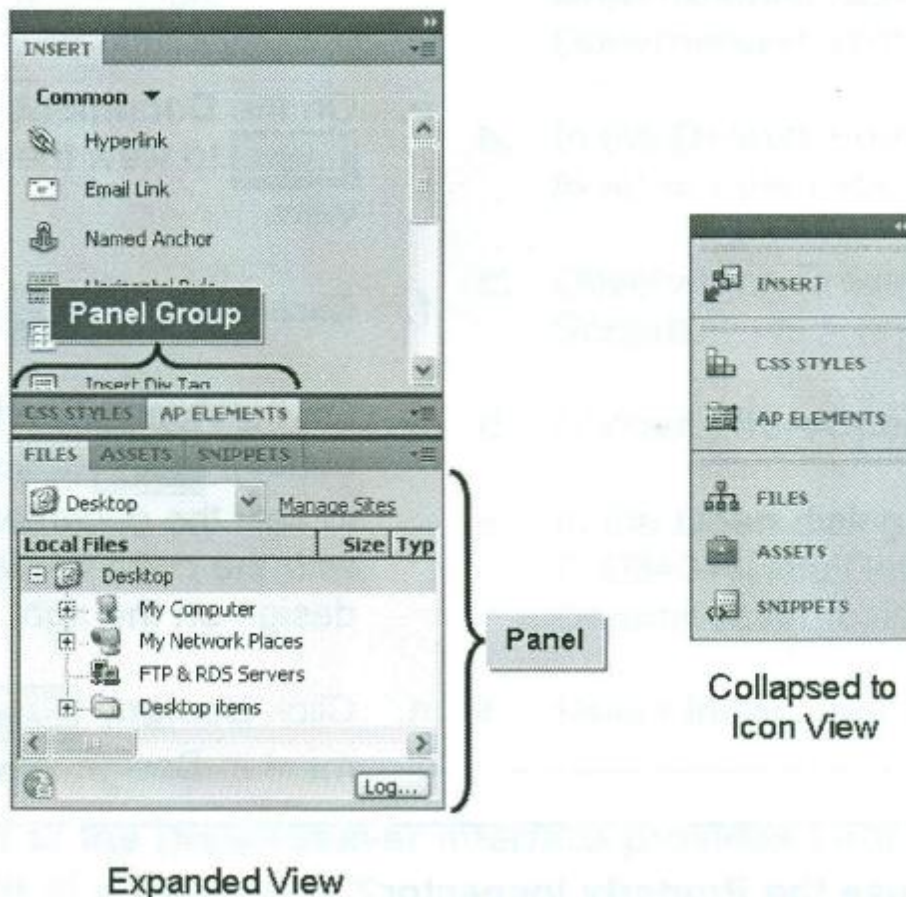 INSERT
Common
Hyperlink
Email Link
Named Anchor
Panel Group
Insert Div Tag
CSS STYLES AP ELEMENTS
FILES ASSETS SNIPPETS
Desktop Manage Sites
Local Files Size Typ
Desktop
My Computer
My Network Places
FTP & RDS Servers
Desktop items
Log...
Panel
Expanded View
INSERT
CSS STYLES
AP ELEMENTS
FILES
ASSETS
SNIPPETS
Collapsed to
Icon View